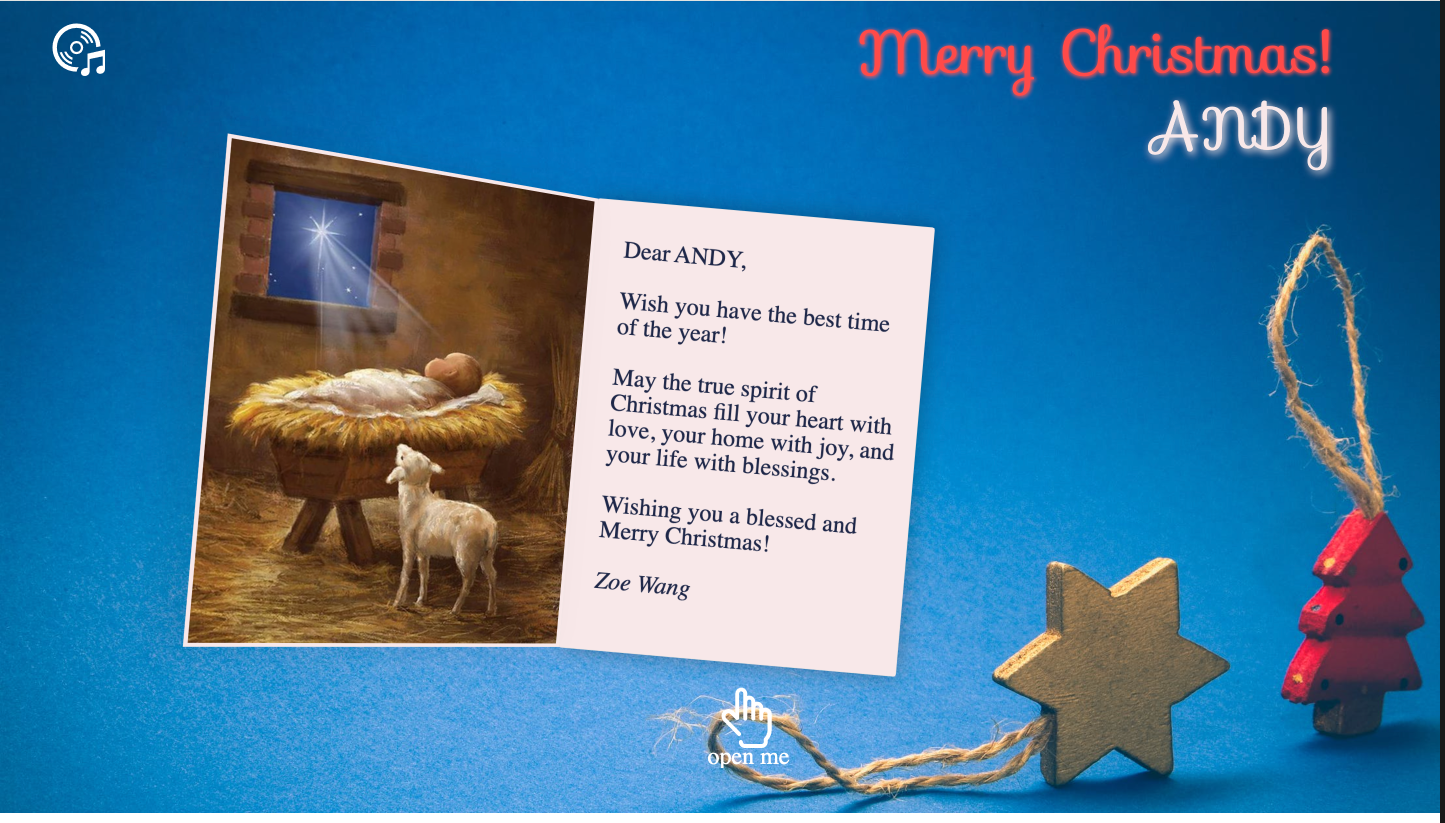 Merry Christmas!
ANDY
Dear ANDY,
Wish you have the best time
of the year!
May the true spirit of
Christmas fill your heart with
love, your home with joy, and
your life with blessings.
Wishing you a blessed and
Merry Christmas!
Zoe Wang
open me